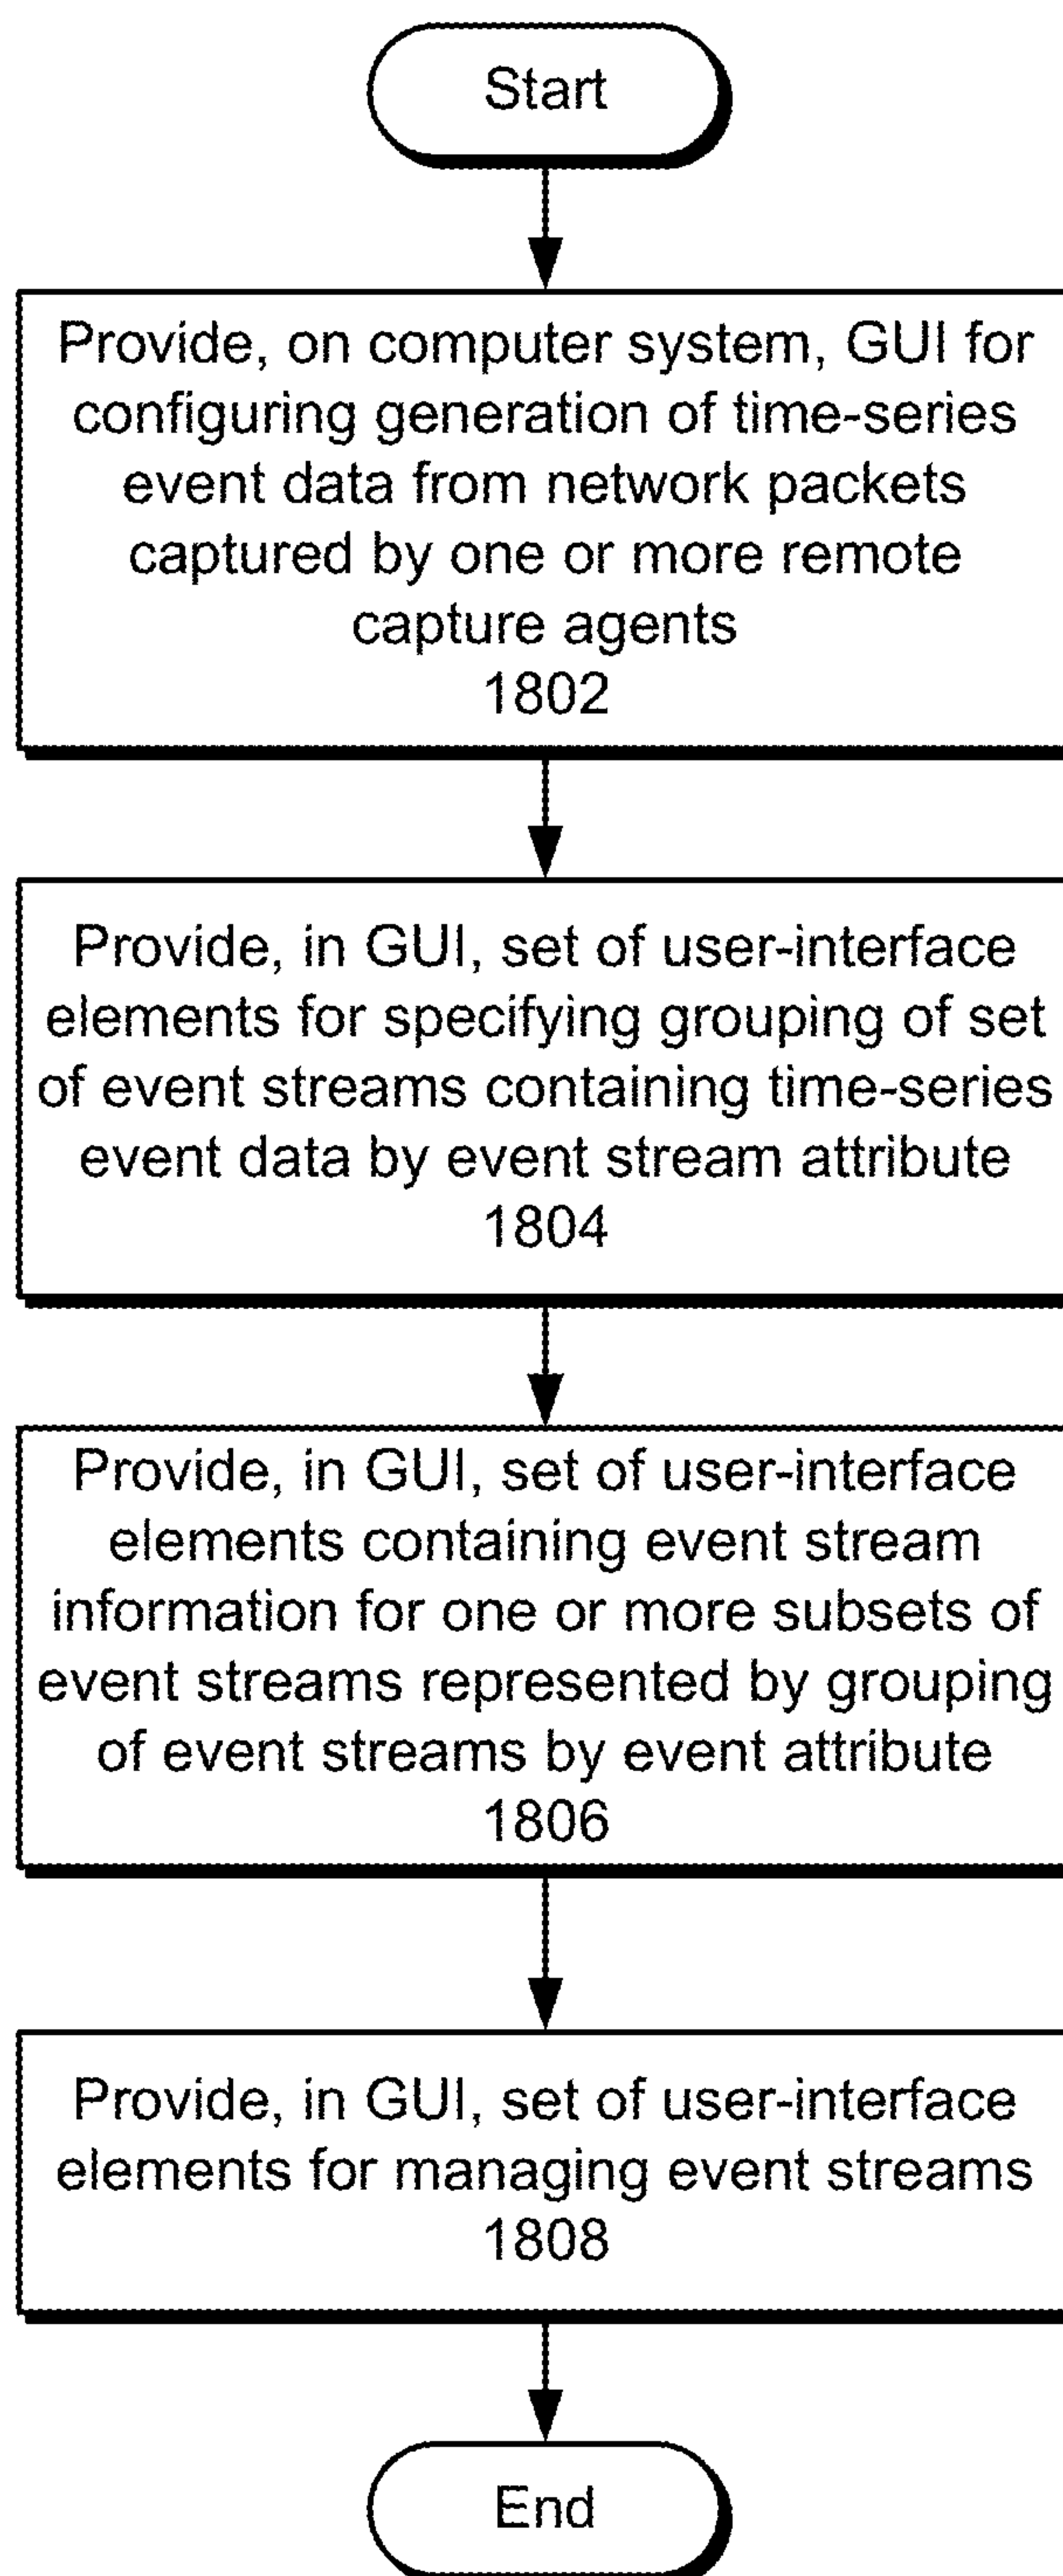 Start
Provide, on computer system, GUI for
configuring generation of time-series
event data from network packets
captured by one or more remote
capture agents
1802
Provide, in GUI, set of user-interface
elements for specifying grouping of set
of event streams containing time-series
event data by event stream attribute
1804
Provide, in GUI, set of user-interface
elements containing event stream
information for one or more subsets of
event streams represented by grouping
of event streams by event attribute
1806
Provide, in GUI, set of user-interface
elements for managing event streams
1808
End